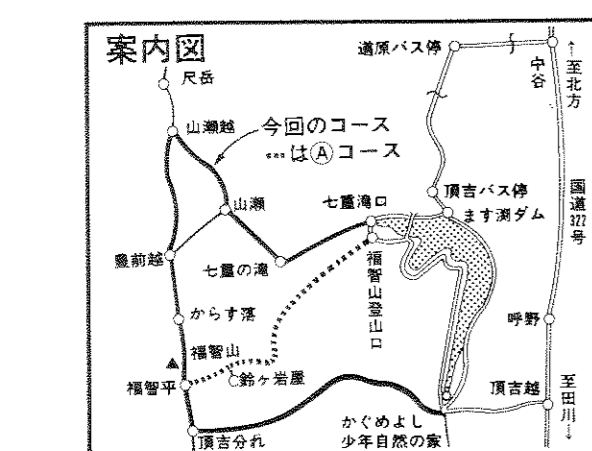 案内図
尺岳
山瀬越
今回のコース
…はⒶコース
道原バス停
中谷
↑至北方
国道322号
頂吉バス停
ます渕ダム
七重滝口
山瀬
豊前越
七重の滝
福智山登山口
からす落
呼野
福智山
福智平
鈴ヶ岩屋
頂吉越
至田川↓
かぐめよし
少年自然の家
頂吉分れ